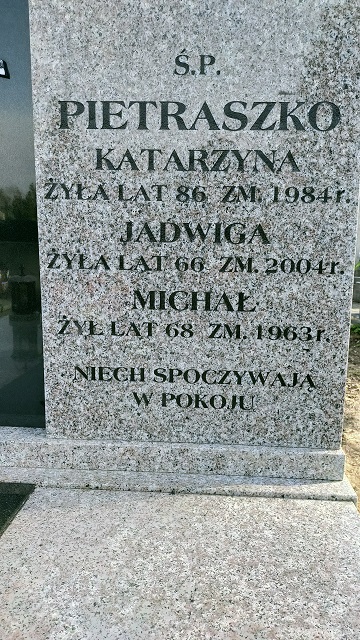 Ś.P.
PIETRASZKO
KATARZYNA
ŻYŁA LAT 86 ZM. 1984r.
JADWIGA
ŻYŁA LAT 66 ZM. 2004r.
MICHAŁ
ŻYŁ LAT 68 ZM. 1963r.
NIECH SPOCZYWAJĄ
W POKOJU